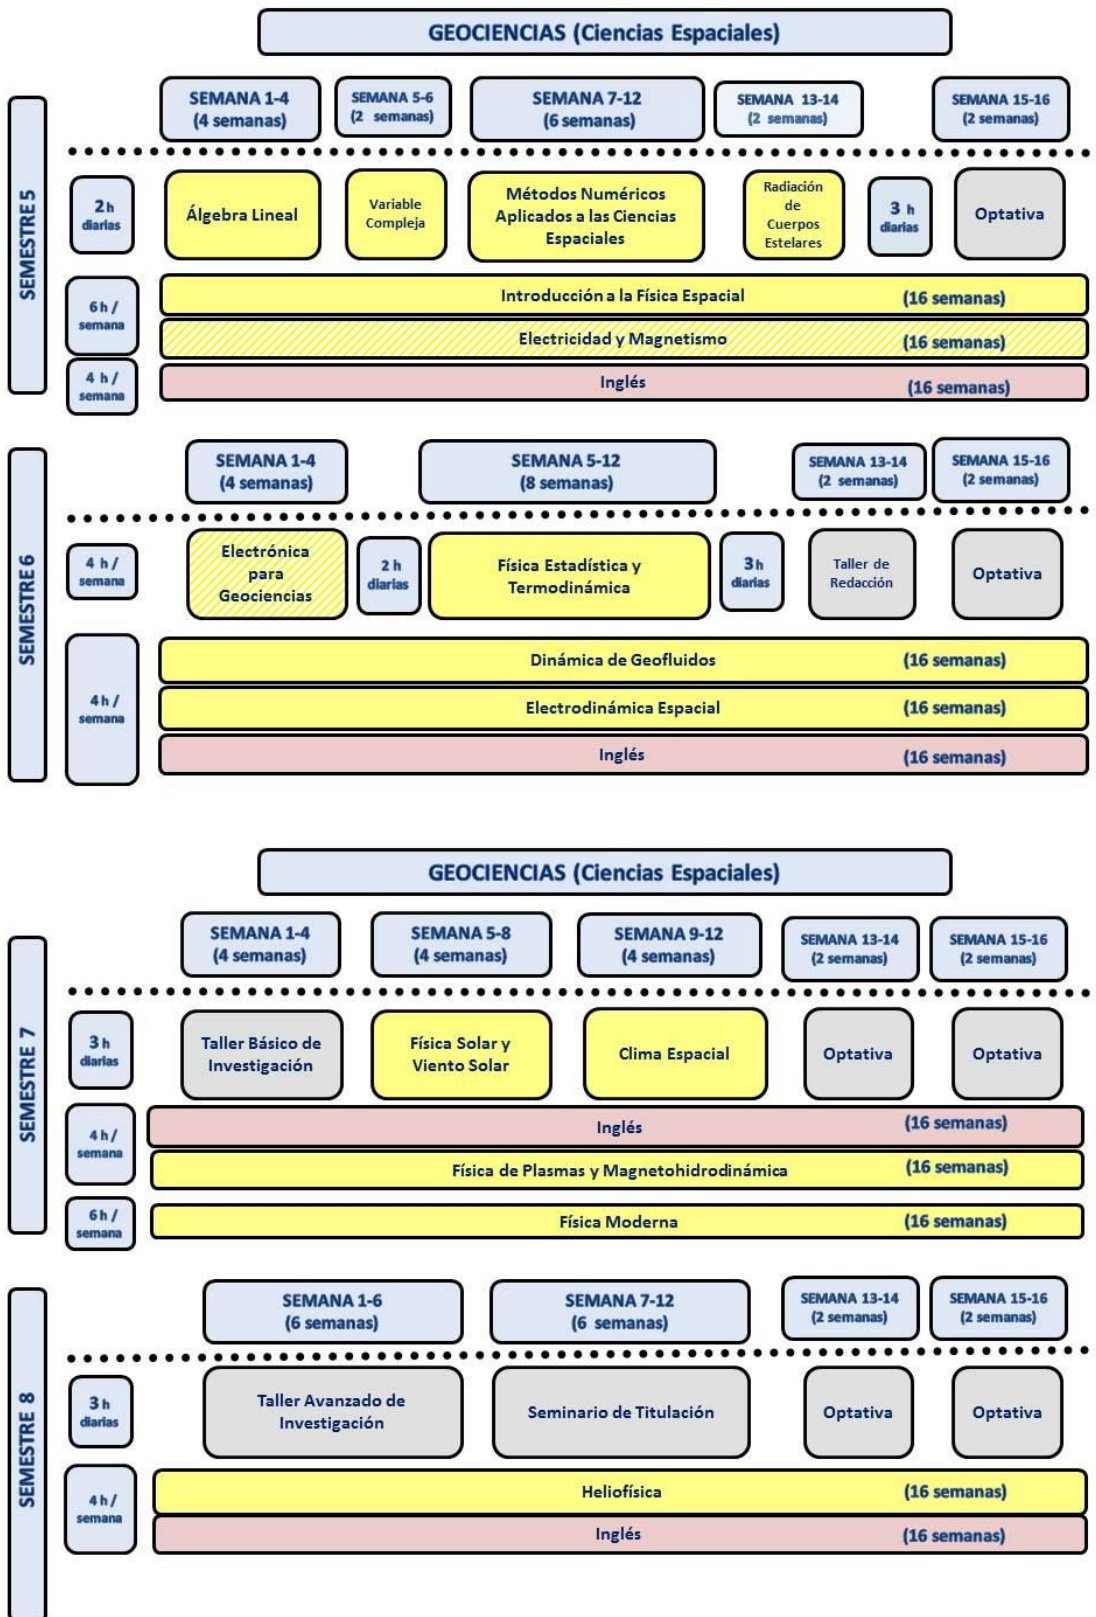 GEOCIENCIAS (Ciencias Espaciales)
SEMESTRE 5
SEMANA 1-4
(4 semanas)
SEMANA 5-6
(2 semanas)
SEMANA 7-12
(6 semanas)
SEMANA 13-14
(2 semanas)
SEMANA 15-16
(2 semanas)
2 h
diarias
Álgebra Lineal
Variable
Compleja
Métodos Numéricos
Aplicados a las Ciencias
Espaciales
Radiación
de
Cuerpos
Estelares
3 h
diarias
Optativa
6 h /
semana
Introducción a la Física Espacial (16 semanas)
Electricidad y Magnetismo (16 semanas)
4 h /
semana
Inglés (16 semanas)
SEMESTRE 6
SEMANA 1-4
(4 semanas)
SEMANA 5-12
(8 semanas)
SEMANA 13-14
(2 semanas)
SEMANA 15-16
(2 semanas)
4 h /
semana
Electrónica
para
Geociencias
2 h
diarias
Física Estadística y
Termodinámica
3 h
diarias
Taller de
Redacción
Optativa
4 h /
semana
Dinámica de Geofluidos (16 semanas)
Electrodinámica Espacial (16 semanas)
Inglés (16 semanas)
GEOCIENCIAS (Ciencias Espaciales)
SEMESTRE 7
SEMANA 1-4
(4 semanas)
SEMANA 5-8
(4 semanas)
SEMANA 9-12
(4 semanas)
SEMANA 13-14
(2 semanas)
SEMANA 15-16
(2 semanas)
3 h
diarias
Taller Básico de
Investigación
Física Solar y
Viento Solar
Clima Espacial
Optativa
Optativa
4 h /
semana
Inglés (16 semanas)
Física de Plasmas y Magnetohidrodinámica (16 semanas)
6 h /
semana
Física Moderna (16 semanas)
SEMESTRE 8
SEMANA 1-6
(6 semanas)
SEMANA 7-12
(6 semanas)
SEMANA 13-14
(2 semanas)
SEMANA 15-16
(2 semanas)
3 h
diarias
Taller Avanzado de
Investigación
Seminario de Titulación
Optativa
Optativa
4 h /
semana
Heliofísica (16 semanas)
Inglés (16 semanas)